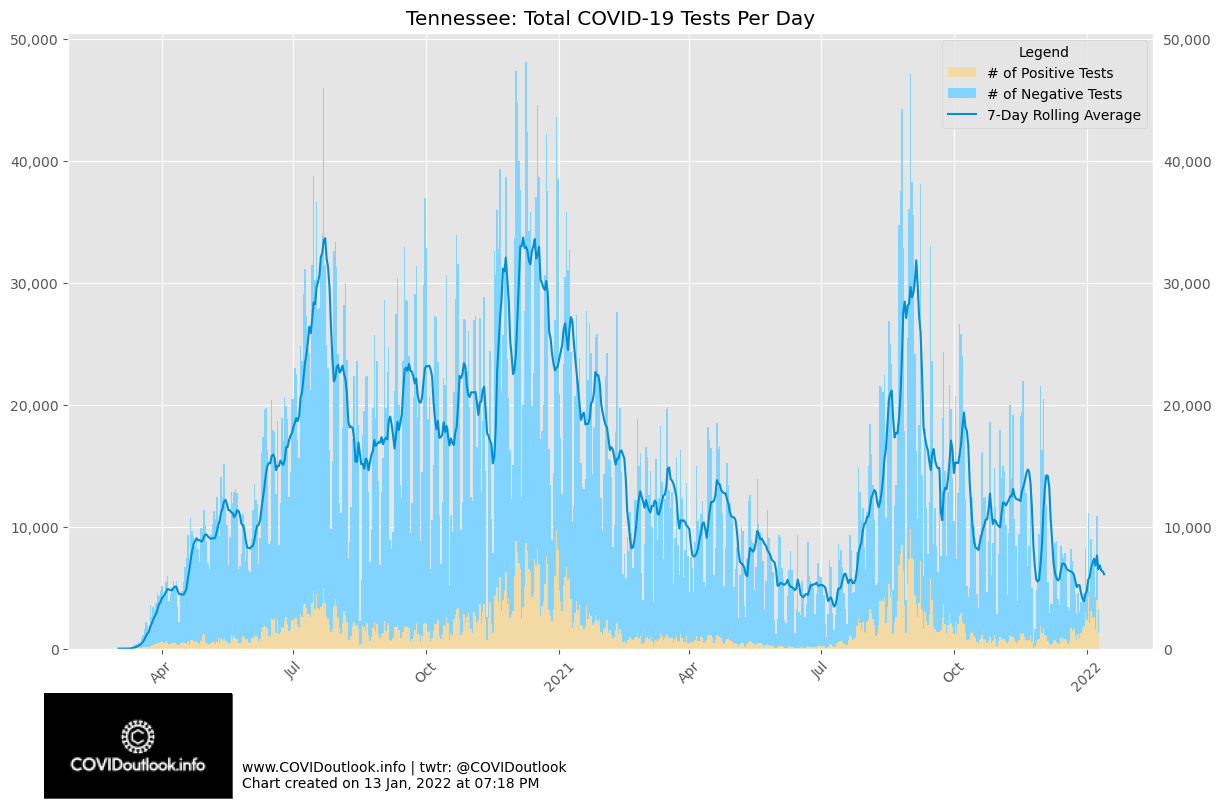 Tennessee: Total COVID-19 Tests Per Day
50,000
40,000
30,000
20,000
10,000
0
50,000
40,000
30,000
20,000
10,000
0
Legend
# of Positive Tests
# of Negative Tests
7-Day Rolling Average
Apr
Jul
Oct
2021
Apr
Jul
Oct
2022
COVIDoutlook.info
www.COVIDoutlook.info | twtr: @COVIDoutlook
Chart created on 13 Jan, 2022 at 07:18 PM